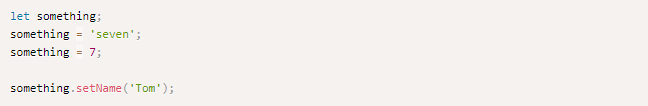 let something;
something = 'seven';
something = 7;
something.setName('Tom');